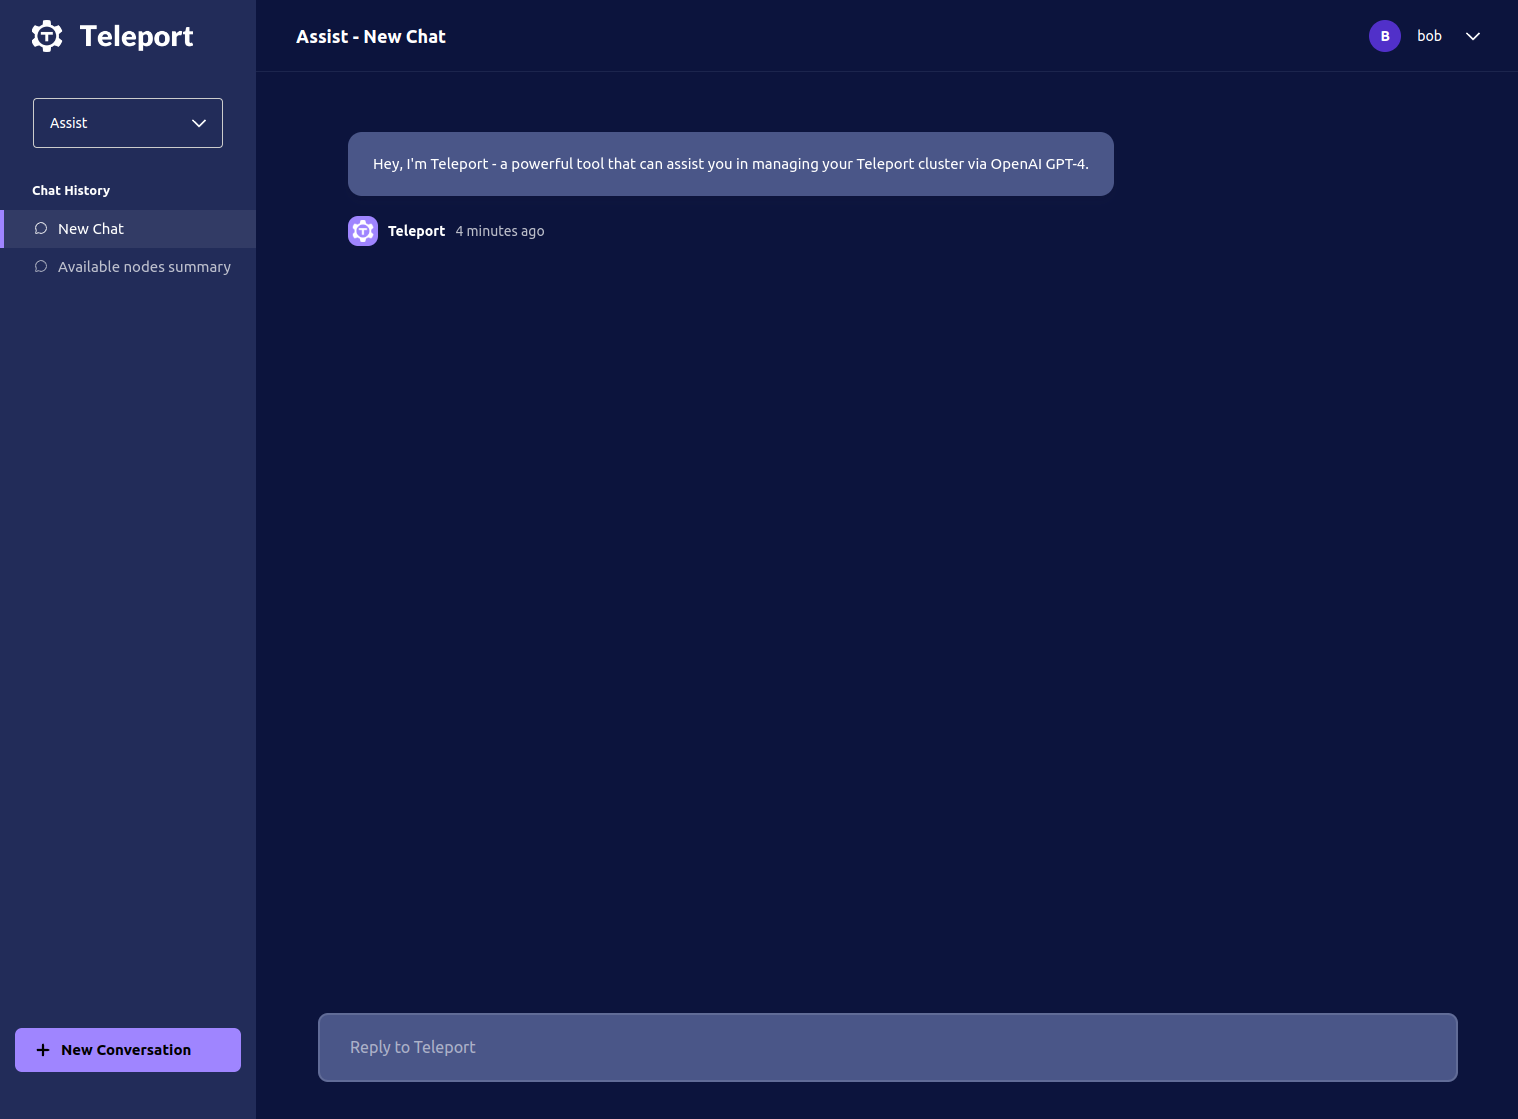 Teleport
Assist
Chat History
New Chat
Available nodes summary
New Conversation
Assist - New Chat
B bob
Hey, I'm Teleport - a powerful tool that can assist you in managing your Teleport cluster via OpenAI GPT-4.
Teleport 4 minutes ago
Reply to Teleport